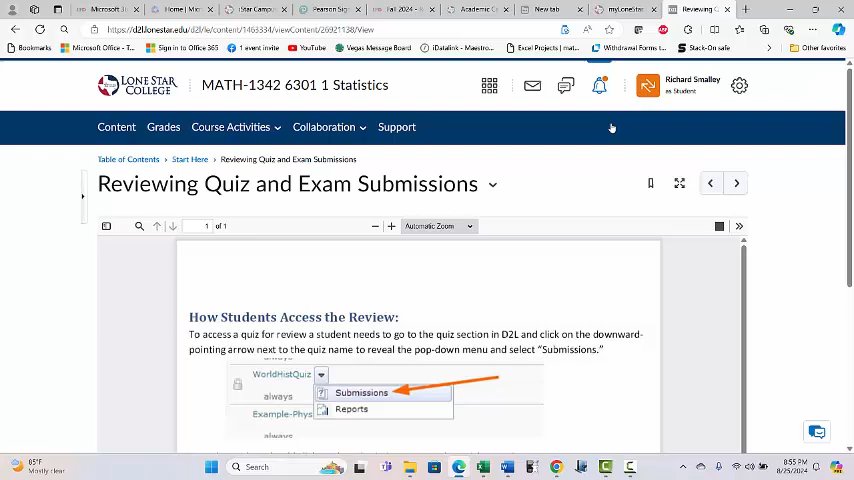 Microsoft 3
Home | Mic
iStar Camp
Pearson Sig
Fall 2024 - R
Academic C
New tab
myLoneStar
Reviewing Q
https://d2l.lonestar.edu/d2l/le/content/1463334/viewContent/26921138/View
Bookmarks
Microsoft Office - T...
Sign in to Office 365
1 event invite
YouTube
Vegas Message Board
iDatalink - Masseto...
Excel Projects | mat...
Withdrawal Forms t...
Stack-On safe
Other favorites
LONE STAR
COLLEGE
MATH-1342 6301 1 Statistics
Richard Smalley
as Student
Content
Grades
Course Activities
Collaboration
Support
Table of Contents > Start Here > Reviewing Quiz and Exam Submissions
Reviewing Quiz and Exam Submissions
1 of 1
Automatic Zoom
How Students Access the Review:
To access a quiz for review a student needs to go to the quiz section in D2L and click on the downward-
pointing arrow next to the quiz name to reveal the pop-down menu and select “Submissions.”
always
WorldHistQuiz
Submissions
always
Reports
Example-Phys
always
85°F
Mostly clear
Search
8:55 PM
8/25/2024